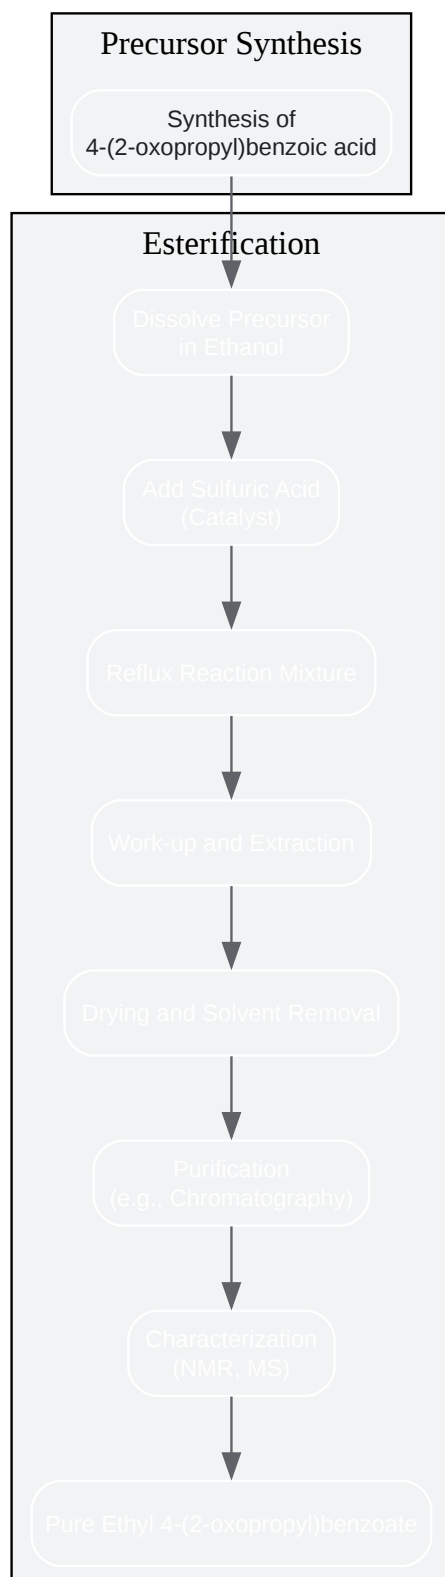 Precursor Synthesis
Synthesis of
4-(2-oxopropyl)benzoic acid
Esterification
Dissolve Precursor
in Ethanol
Add Sulfuric Acid
(Catalyst)
Reflux Reaction Mixture
Work-up and Extraction
Drying and Solvent Removal
Purification
(e.g., Chromatography)
Characterization
(NMR, MS)
Pure Ethyl 4-(2-oxopropyl)benzoate